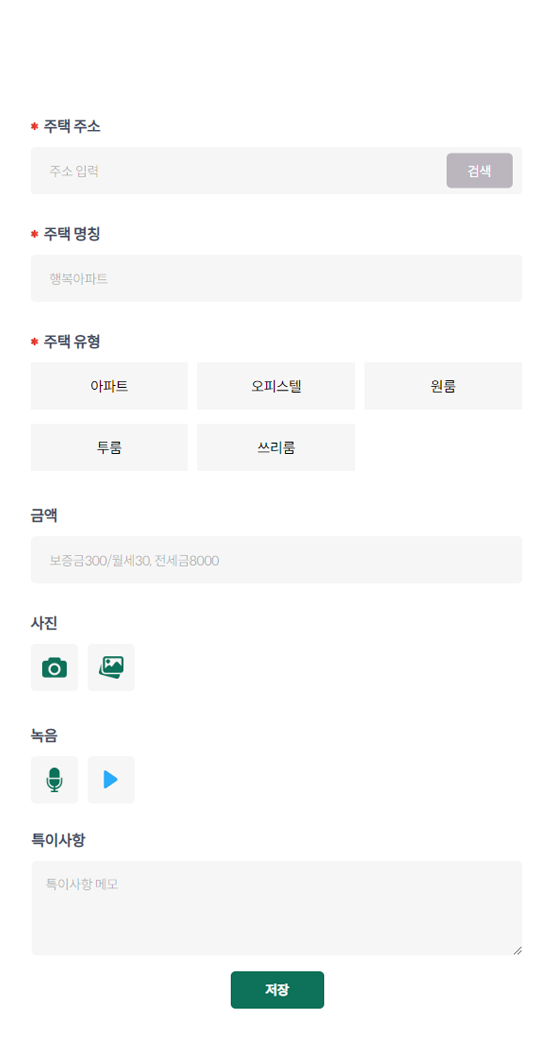 * 주택 주소
주소 입력
검색
* 주택 명칭
행복아파트
* 주택 유형
아파트 오피스텔 원룸
투룸 쓰리룸
금액
보증금300/월세30, 전세금8000
사진
녹음
특이사항
특이사항 메모
저장